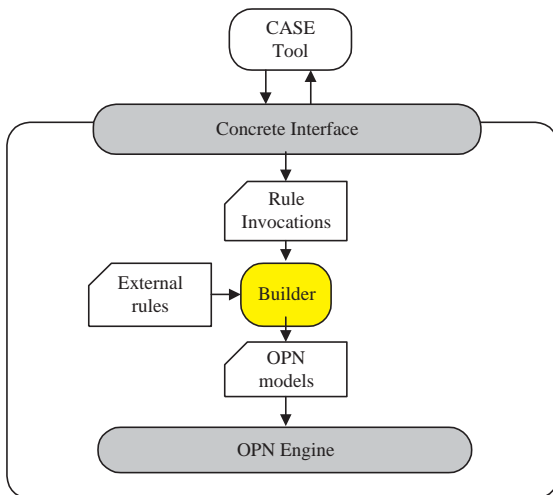 CASE
Tool
Concrete Interface
Rule
Invocations
External
rules
Builder
OPN
models
OPN Engine